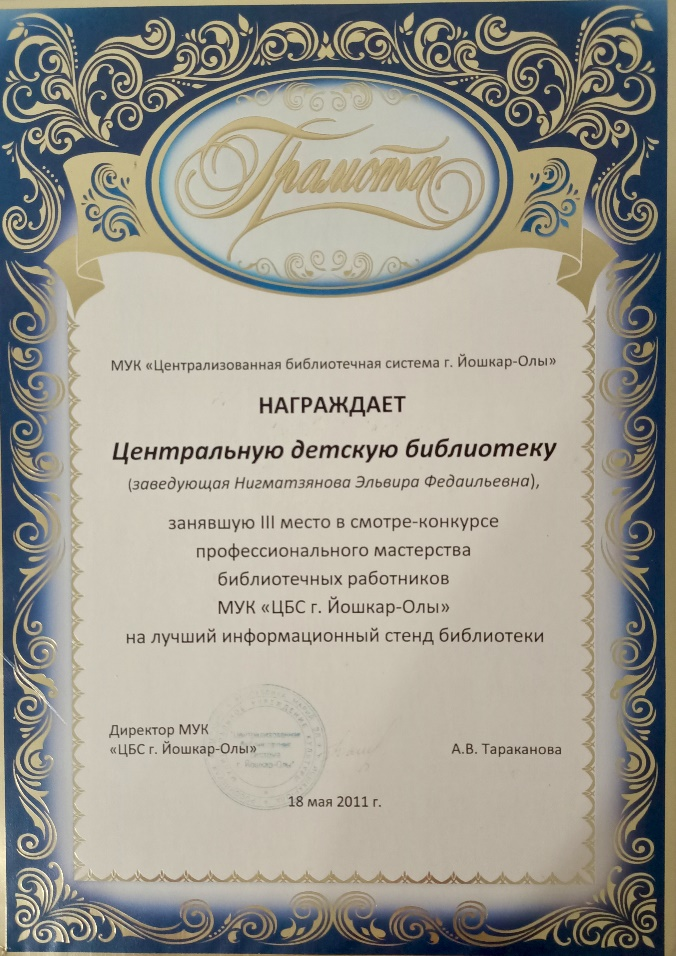 Грамота
МУК «Централизованная библиотечная система г. Йошкар-Олы»
НАГРАЖДАЕТ
Центральную детскую библиотеку
(заведующая Нигматзянова Эльвира Федаильевна),
занявшую III место в смотре-конкурсе
профессионального мастерства
библиотечных работников
МУК «ЦБС г. Йошкар-Олы»
на лучший информационный стенд библиотеки
Директор МУК
«ЦБС г. Йошкар-Олы»
А.В. Тараканова
18 мая 2011 г.